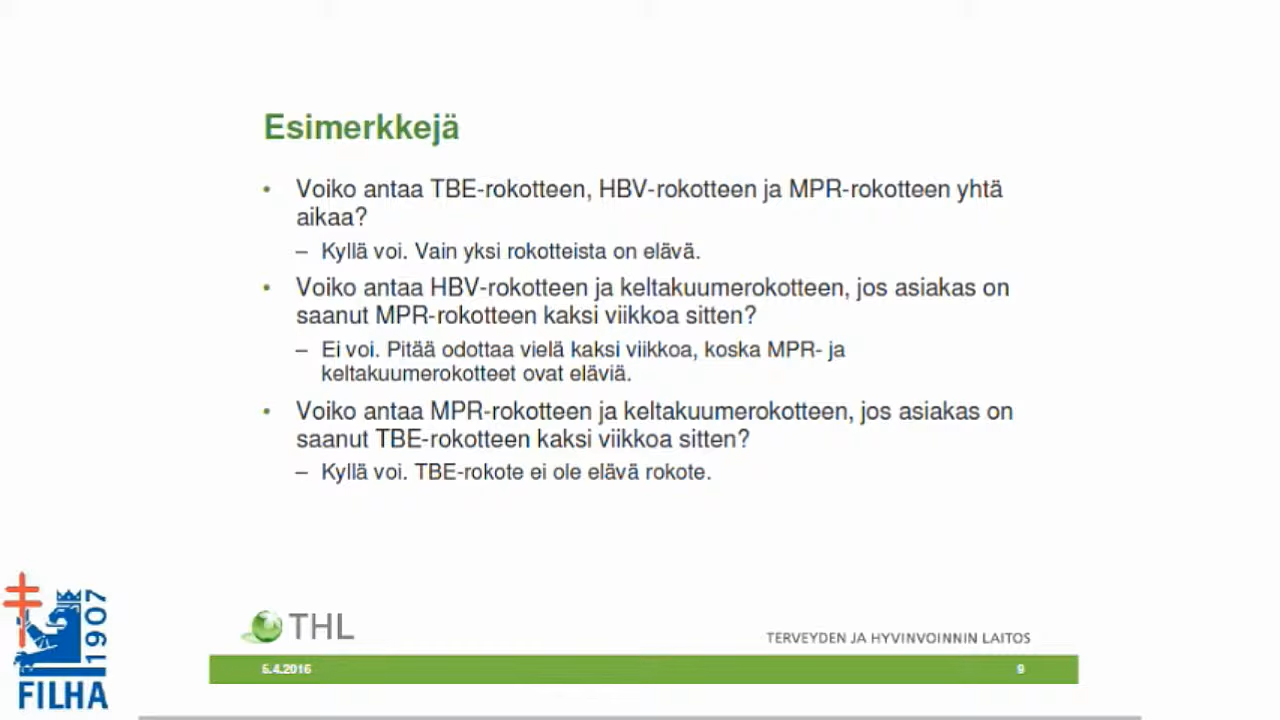 Esimerkkejä
• Voiko antaa TBE-rokotteen, HBV-rokotteen ja MPR-rokotteen yhtä
aikaa?
– Kyllä voi. Vain yksi rokotteista on elävä.
• Voiko antaa HBV-rokotteen ja keltakuumerokotteen, jos asiakas on
saanut MPR-rokotteen kaksi viikkoa sitten?
– Ei voi. Pitää odottaa vielä kaksi viikkoa, koska MPR- ja
keltakuumerokotteet ovat eläviä.
• Voiko antaa MPR-rokotteen ja keltakuumerokotteen, jos asiakas on
saanut TBE-rokotteen kaksi viikkoa sitten?
– Kyllä voi. TBE-rokote ei ole elävä rokote.
1907
FILHA
THL
TERVEYDEN JA HYVINVOINNIN LAITOS
5.4.2016
9